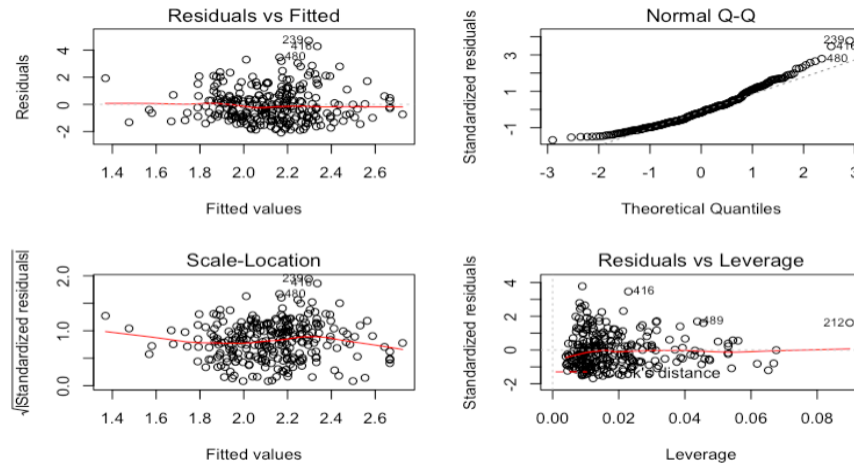 Residuals vs Fitted
Residuals
4
2
0
-2
239
416
480
1.4 1.6 1.8 2.0 2.2 2.4 2.6
Fitted values
Normal Q-Q
Standardized residuals
3
1
-1
239
416
480
-3 -2 -1 0 1 2 3
Theoretical Quantiles
Scale-Location
√|Standardized residuals|
2.0
1.0
0.0
239
416
480
1.4 1.6 1.8 2.0 2.2 2.4 2.6
Fitted values
Residuals vs Leverage
Standardized residuals
4
2
0
-2
416
489
212
k's distance
0.00 0.02 0.04 0.06 0.08
Leverage